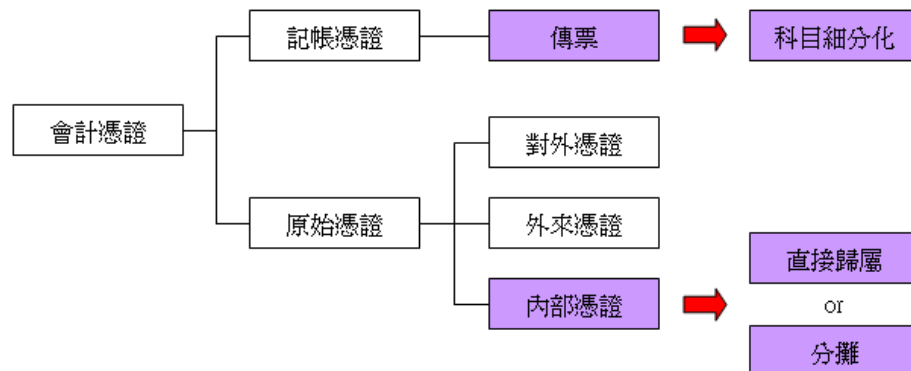 記帳憑證
傳票
科目細分化
會計憑證
對外憑證
原始憑證
外來憑證
直接歸屬
內部憑證
or
分攤